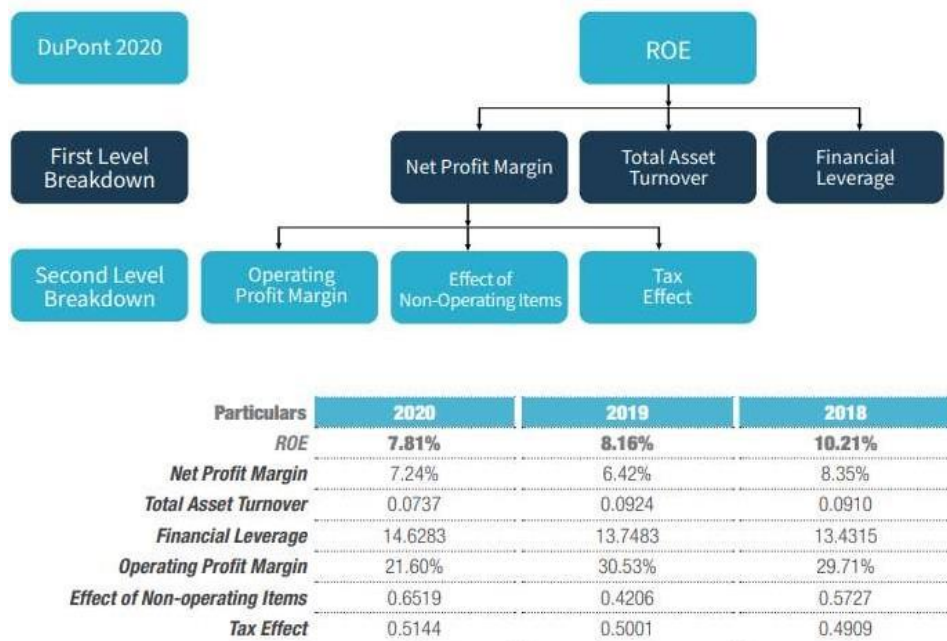 DuPont 2020
ROE
First Level
Breakdown
Net Profit Margin
Total Asset
Turnover
Financial
Leverage
Second Level
Breakdown
Operating
Profit Margin
Effect of
Non-Operating Items
Tax
Effect
Particulars 2020 2019 2018
ROE 7.81% 8.16% 10.21%
Net Profit Margin 7.24% 6.42% 8.35%
Total Asset Turnover 0.0737 0.0924 0.0910
Financial Leverage 14.6283 13.7483 13.4315
Operating Profit Margin 21.60% 30.53% 29.71%
Effect of Non-operating Items 0.6519 0.4206 0.5727
Tax Effect 0.5144 0.5001 0.4909